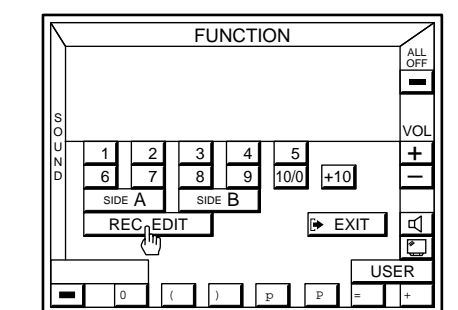 FUNCTION
ALL
OFF
SOUND
VOL
1 2 3 4 5
+
6 7 8 9 10/0 +10
−
SIDE A SIDE B
REC EDIT EXIT
USER
0 ( ) p P = +